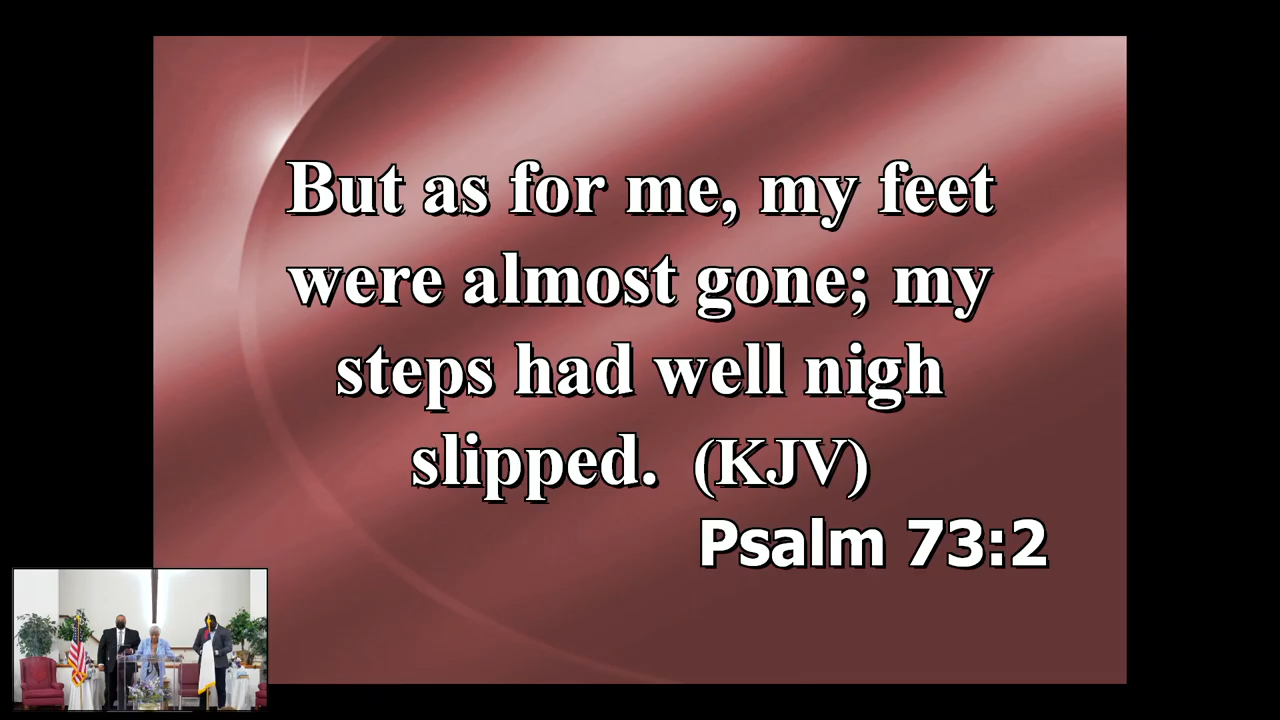 But as for me, my feet
were almost gone; my
steps had well nigh
slipped. (KJV)
Psalm 73:2